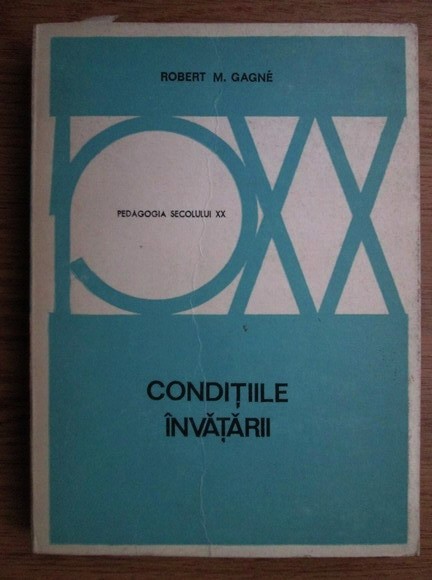 ROBERT M. GAGNÉ
PEDAGOGIA SECOLULUI XX
CONDIȚIILE
ÎNVĂȚĂRII